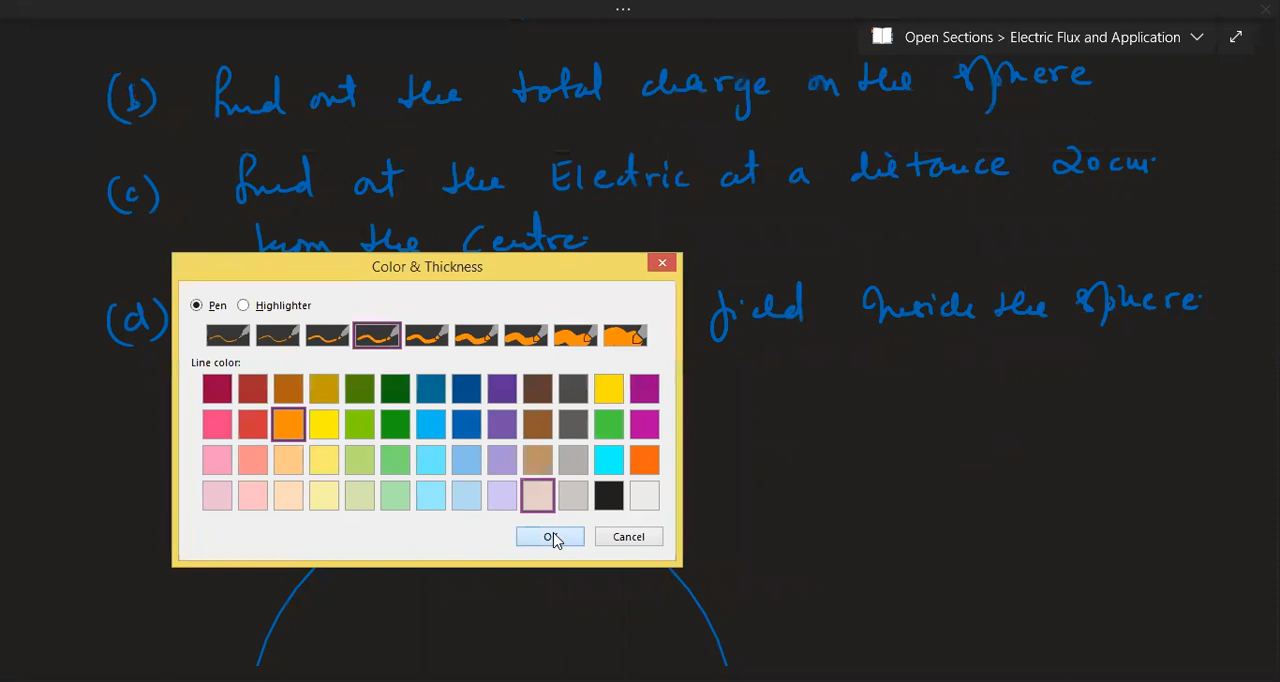 ...
Open Sections > Electric Flux and Application
(b) find out the total charge on the sphere
(c) find at the Electric at a distance 20cm.
from the Centre.
Color & Thickness
(d) field inside the sphere.
Pen
Highlighter
Line color:
OK
Cancel